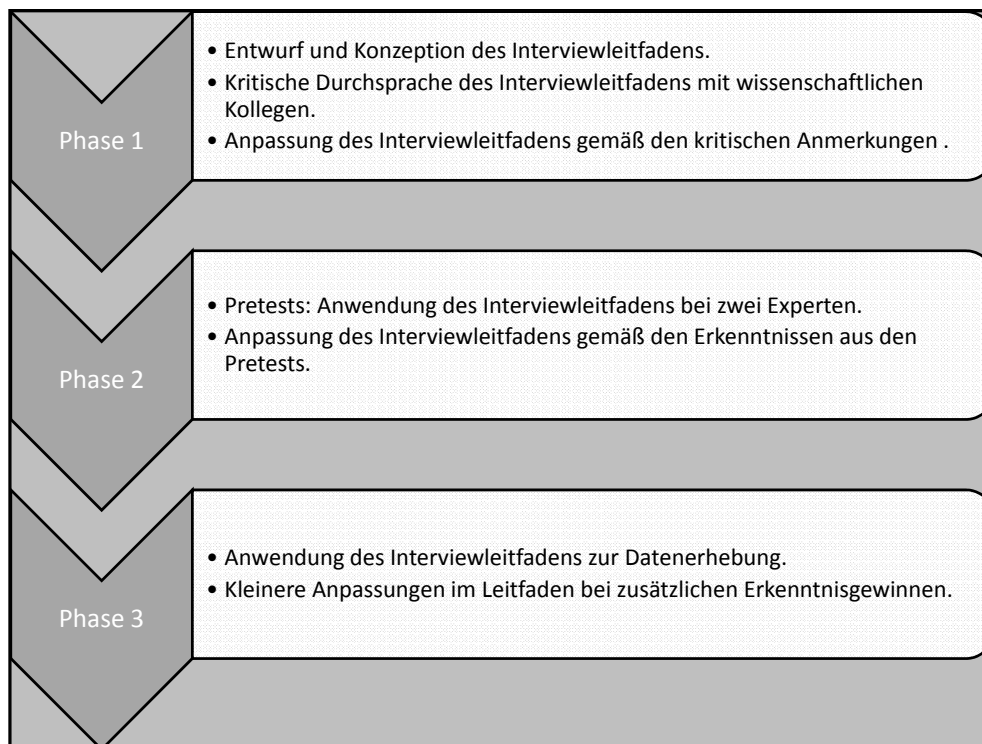 Phase 1
• Entwurf und Konzeption des Interviewleitfadens.
• Kritische Durchsprache des Interviewleitfadens mit wissenschaftlichen
Kollegen.
• Anpassung des Interviewleitfadens gemäß den kritischen Anmerkungen .
Phase 2
• Pretests: Anwendung des Interviewleitfadens bei zwei Experten.
• Anpassung des Interviewleitfadens gemäß den Erkenntnissen aus den
Pretests.
Phase 3
• Anwendung des Interviewleitfadens zur Datenerhebung.
• Kleinere Anpassungen im Leitfaden bei zusätzlichen Erkenntnisgewinnen.